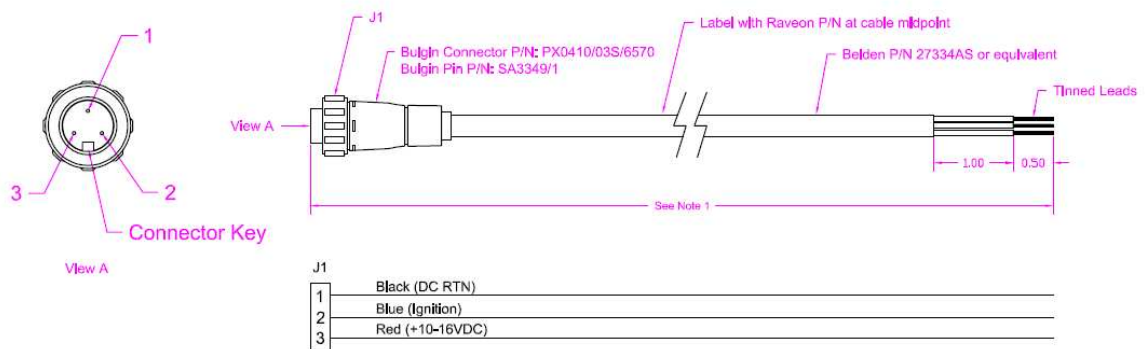 J1
1
Label with Raveon P/N at cable midpoint
Bulgin Connector P/N: PX0410/03S/6570
Bulgin Pin P/N: SA3349/1
Belden P/N 27334AS or equivalent
Tinned Leads
View A
3
2
1.00
0.50
See Note 1
Connector Key
View A
J1
1 Black (DC RTN)
2 Blue (Ignition)
3 Red (+10-16VDC)